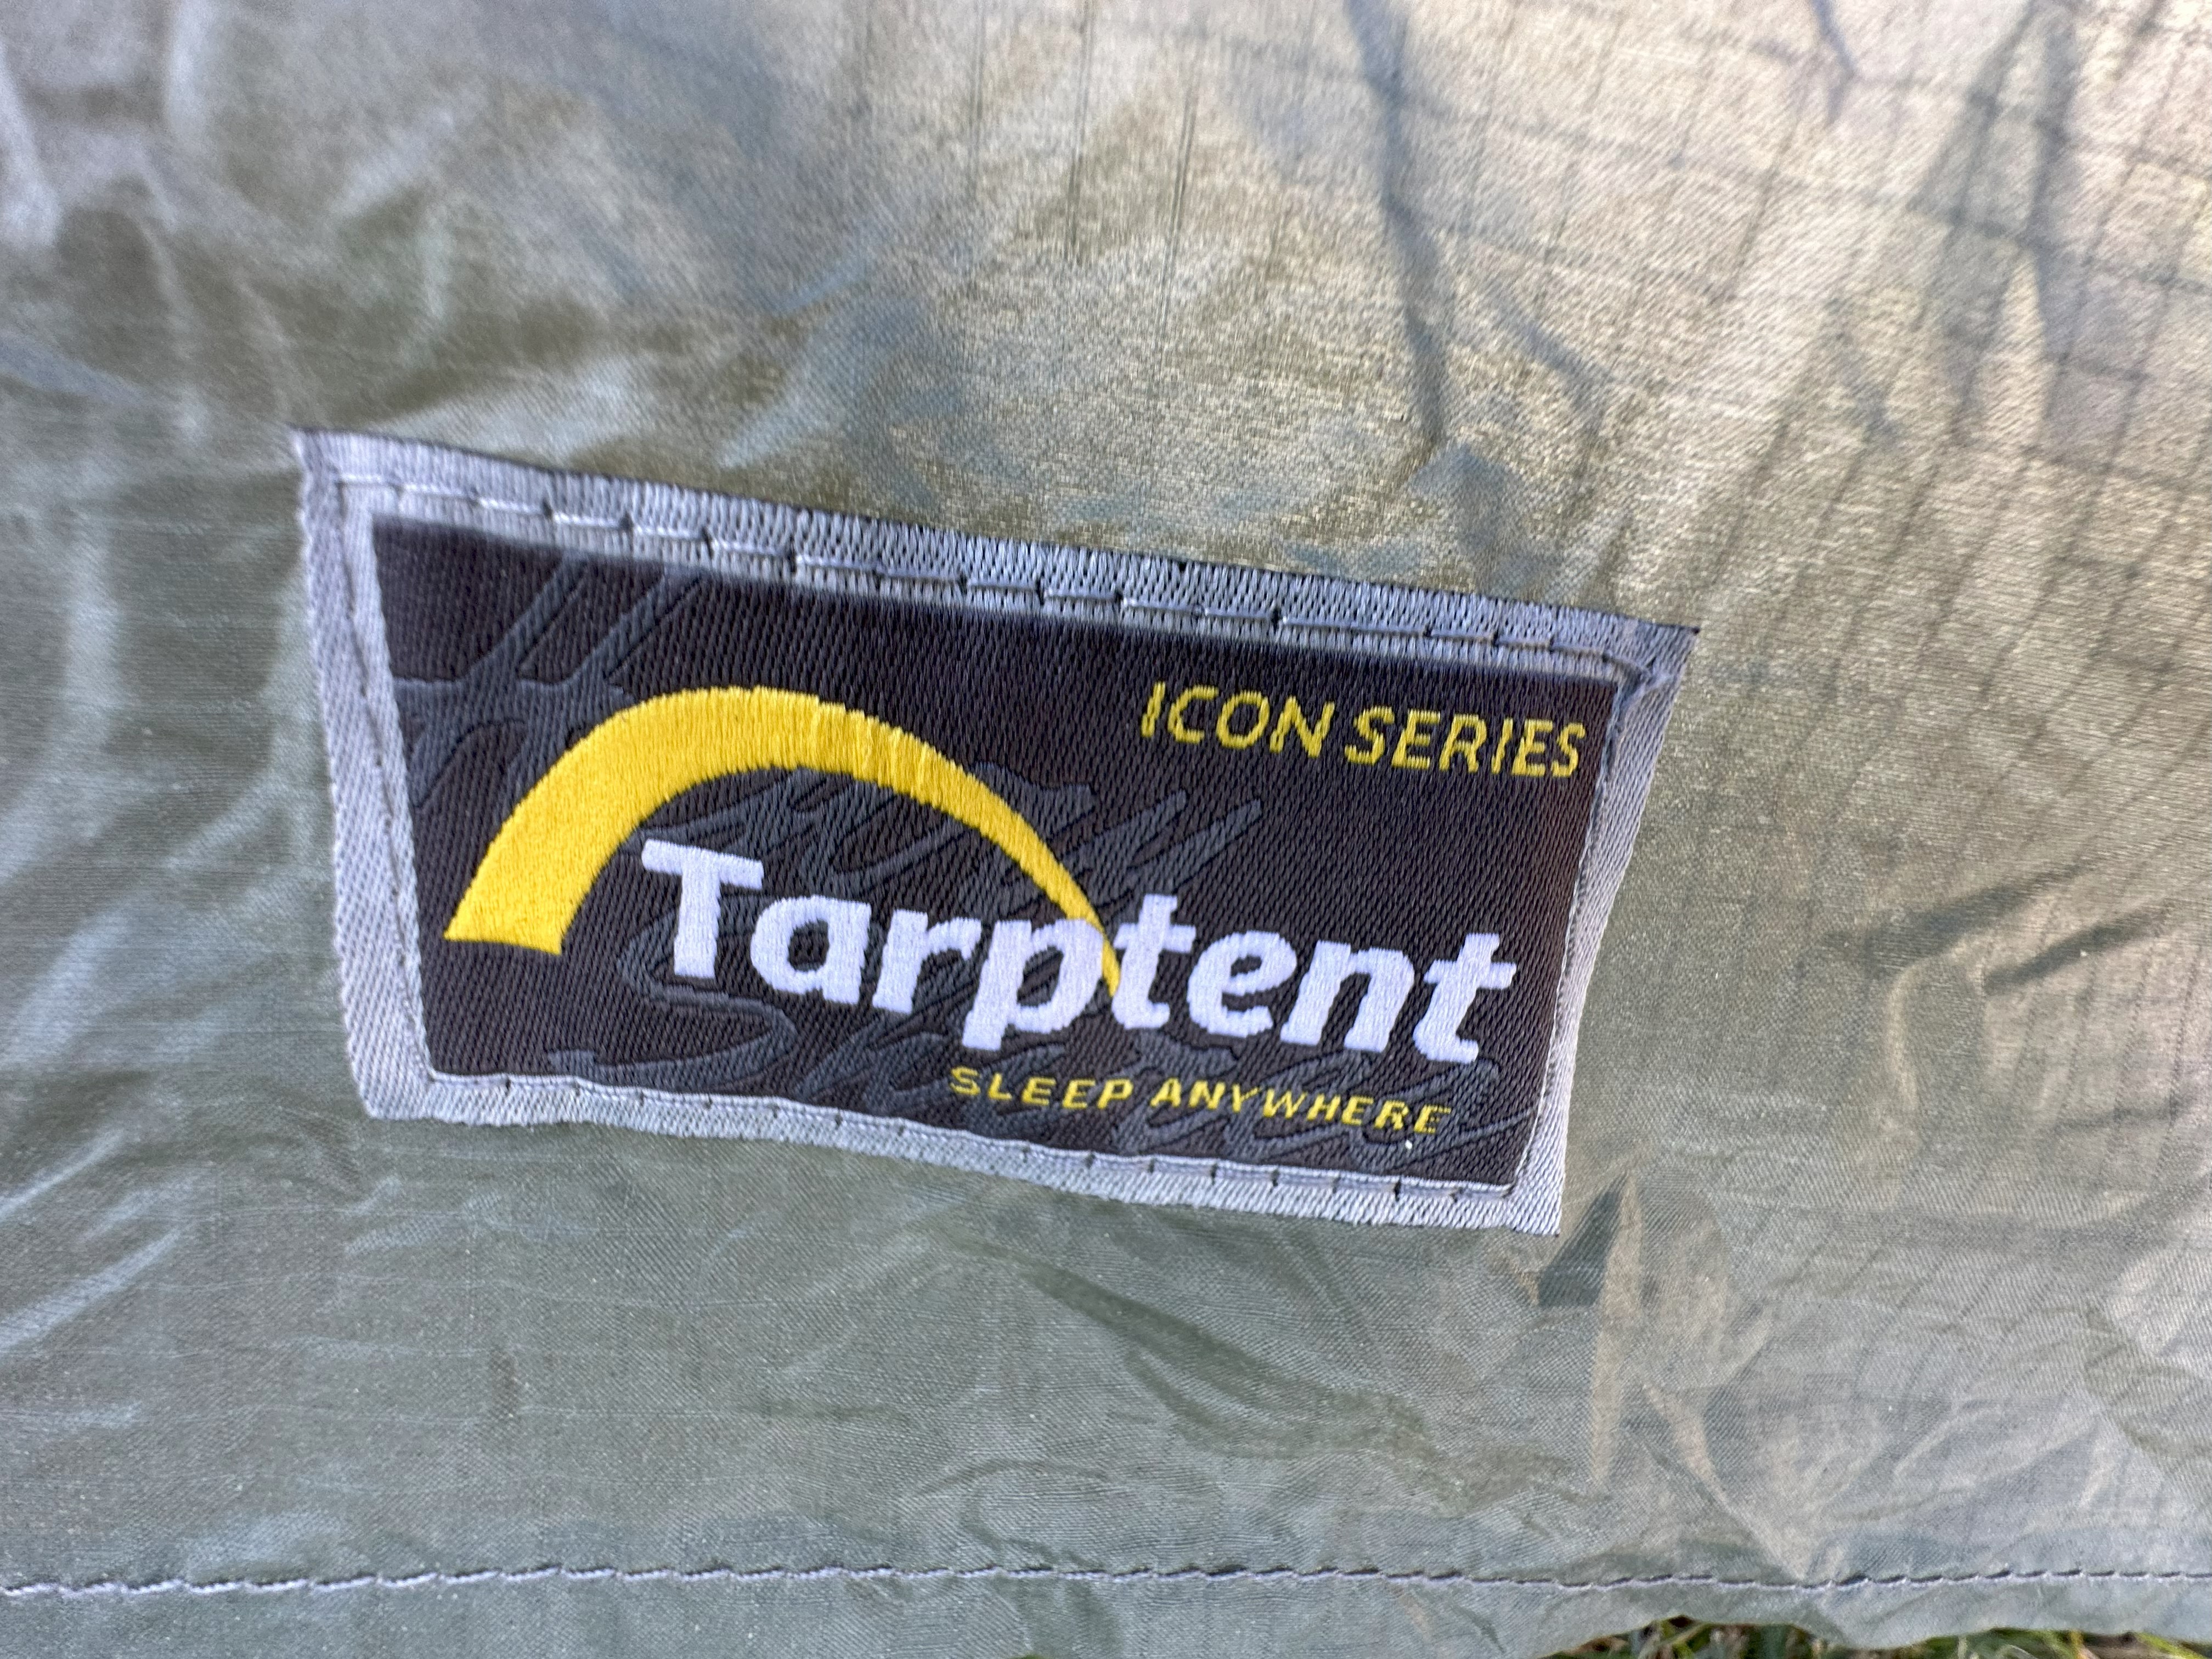 ICON SERIES
Tarptent
SLEEP ANYWHERE